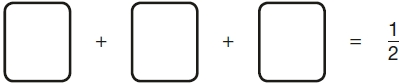 + + = 1/2